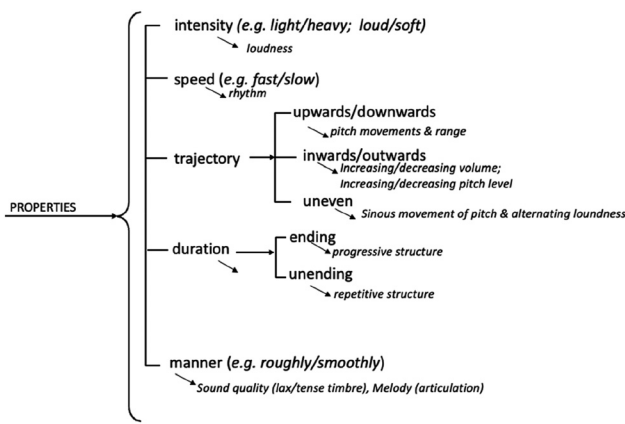 intensity (e.g. light/heavy; loud/soft)
loudness
speed (e.g. fast/slow)
rhythm
upwards/downwards
pitch movements & range
trajectory
inwards/outwards
Increasing/decreasing volume;
Increasing/decreasing pitch level
uneven
Sinous movement of pitch & alternating loudness
PROPERTIES
duration
ending
progressive structure
unending
repetitive structure
manner (e.g. roughly/smoothly)
Sound quality (lax/tense timbre), Melody (articulation)